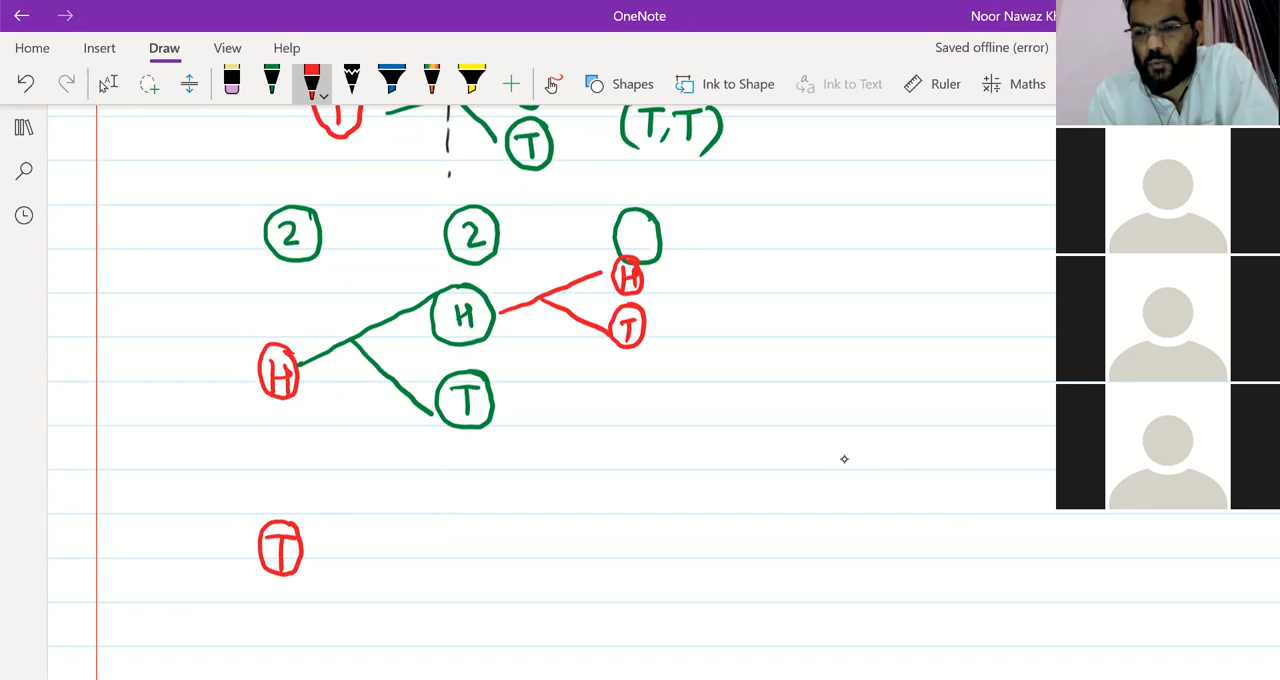 OneNote
Noor Nawaz Kh
Home Insert Draw View Help
Saved offline (error)
Shapes Ink to Shape Ink to Text Ruler Maths
T (T,T)
2 2
H
H T
H
T
T